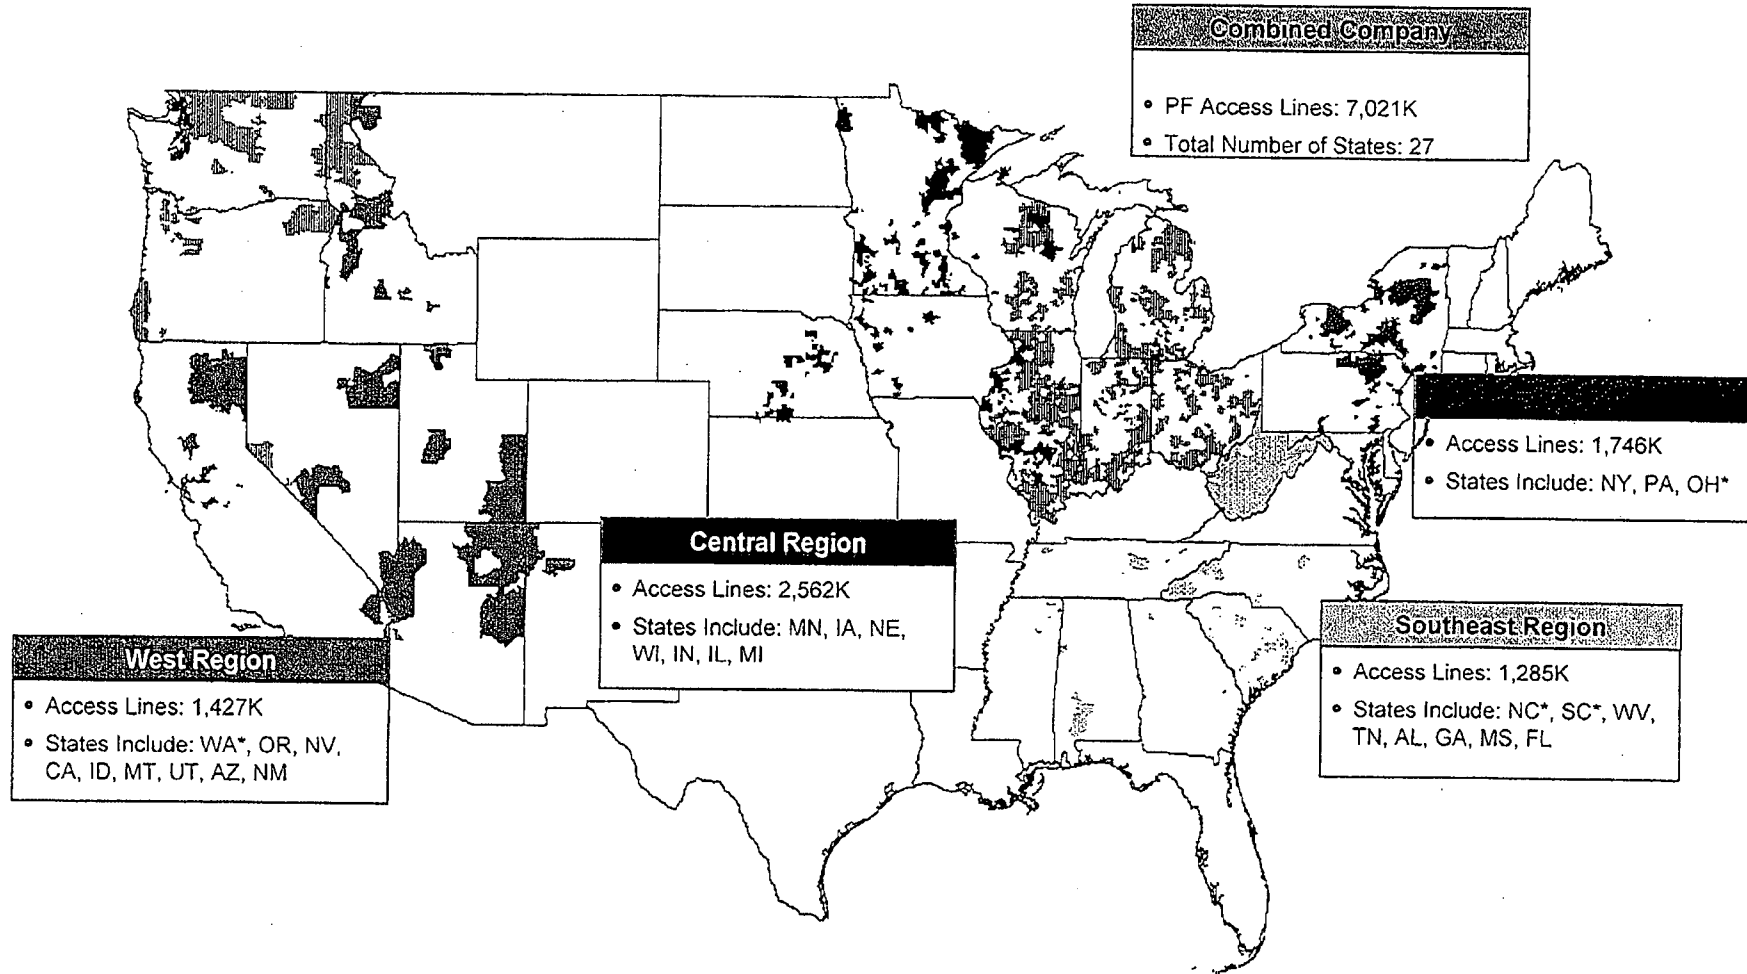 Combined Company
• PF Access Lines: 7,021K
• Total Number of States: 27
• Access Lines: 1,746K
• States Include: NY, PA, OH*
Central Region
• Access Lines: 2,562K
• States Include: MN, IA, NE,
WI, IN, IL, MI
Southeast Region
• Access Lines: 1,285K
• States Include: NC*, SC*, WV,
TN, AL, GA, MS, FL
West Region
• Access Lines: 1,427K
• States Include: WA*, OR, NV,
CA, ID, MT, UT, AZ, NM